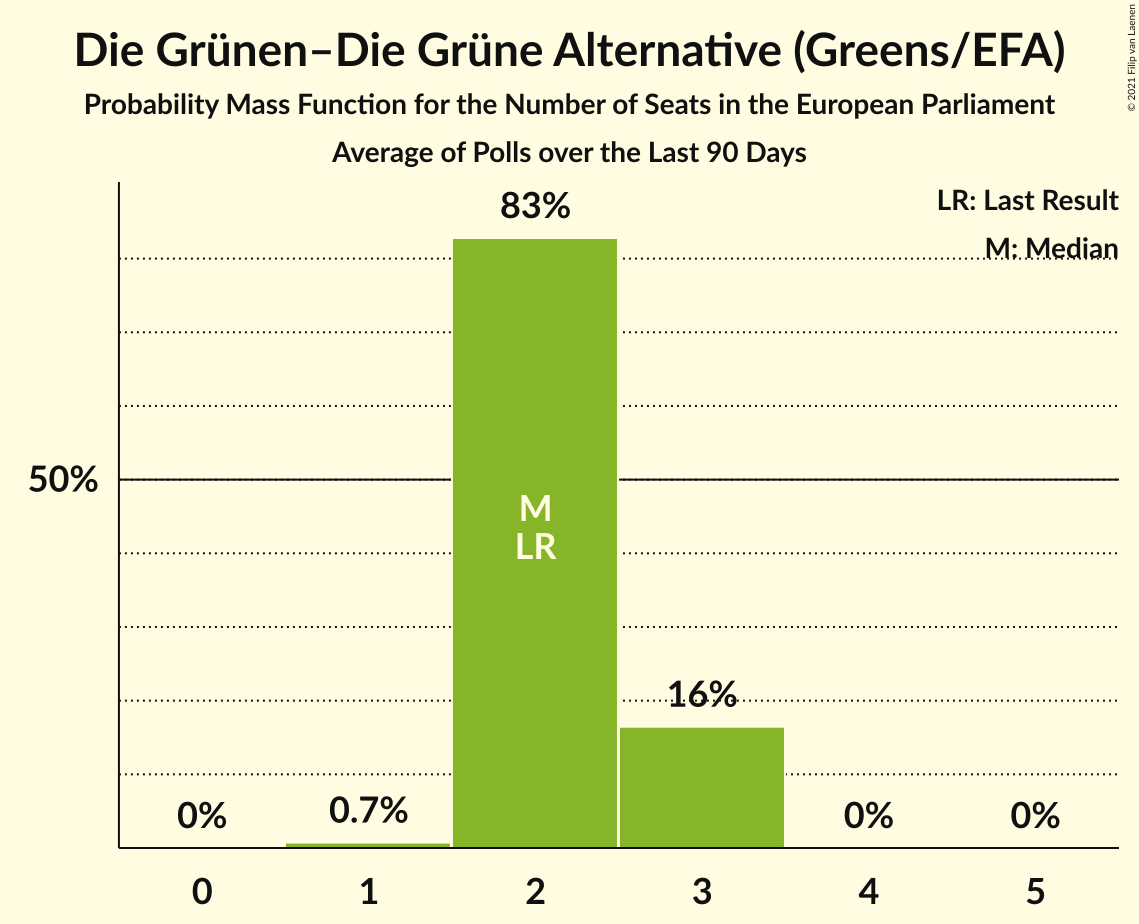 Die Grünen–Die Grüne Alternative (Greens/EFA)
Probability Mass Function for the Number of Seats in the European Parliament
Average of Polls over the Last 90 Days
© 2021 Filip van Laenen
LR: Last Result
M: Median
83%
50%
M
LR
16%
0% 0.7% 0% 0%
0 1 2 3 4 5